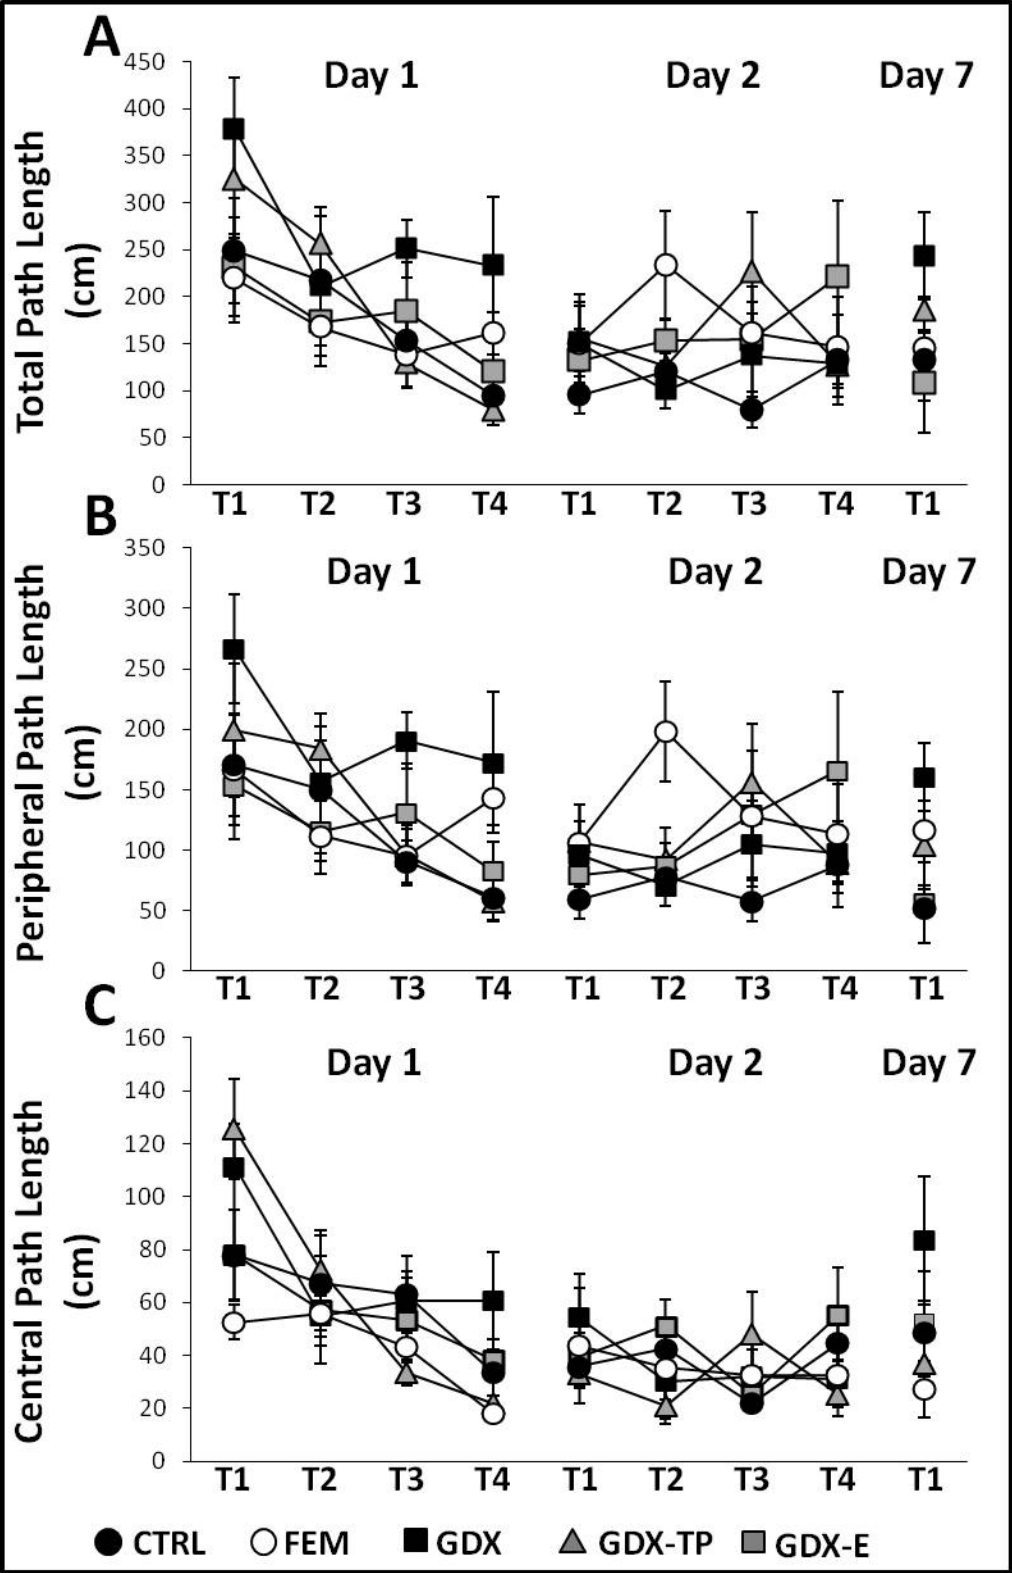 A
Total Path Length
(cm)
Day 1 Day 2 Day 7
450
400
350
300
250
200
150
100
50
0
T1 T2 T3 T4 T1 T2 T3 T4 T1
B
Peripheral Path Length
(cm)
Day 1 Day 2 Day 7
350
300
250
200
150
100
50
0
T1 T2 T3 T4 T1 T2 T3 T4 T1
C
Central Path Length
(cm)
Day 1 Day 2 Day 7
160
140
120
100
80
60
40
20
0
T1 T2 T3 T4 T1 T2 T3 T4 T1
CTRL FEM GDX GDX-TP GDX-E